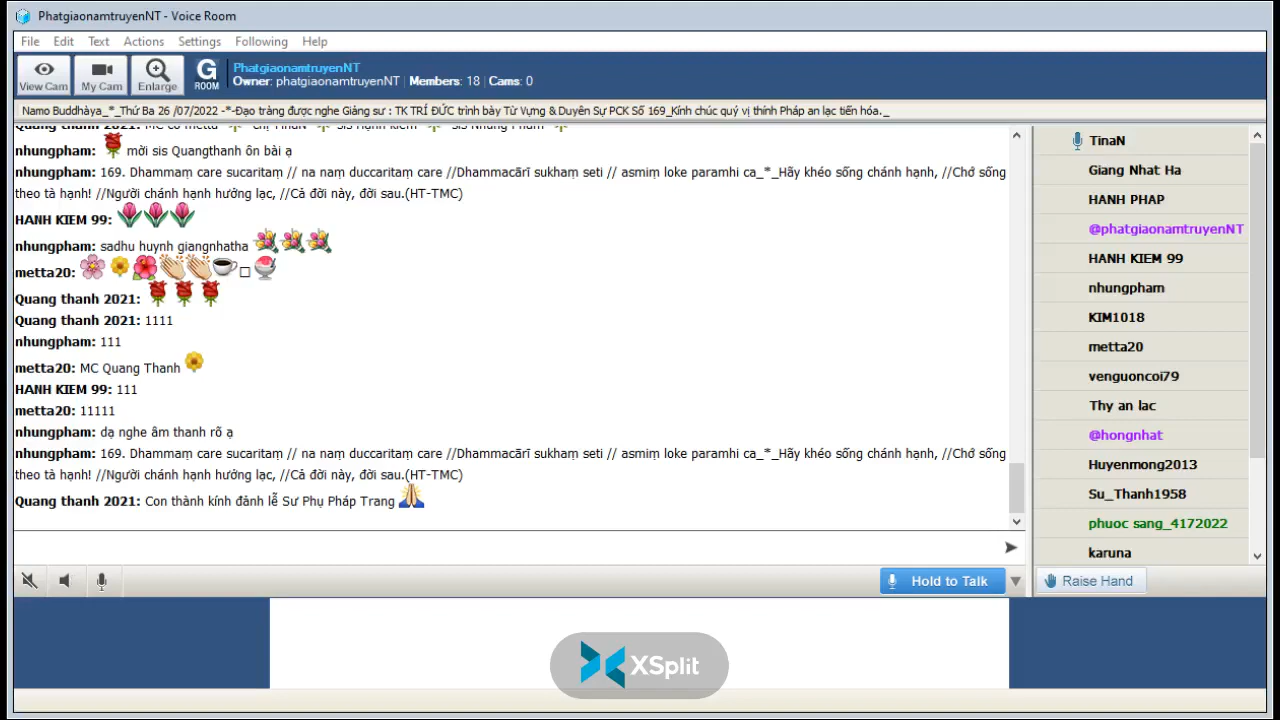 PhatgiaonamtruyenNT - Voice Room
File Edit Text Actions Settings Following Help
View Cam My Cam Enlarge G ROOM
PhatgiaonamtruyenNT
Owner: phatgiaonamtruyenNT | Members: 18 | Cams: 0
Namo Buddhàya_*_Thứ Ba 26 /07/2022 -*-Đạo tràng được nghe Giảng sư : TK TRÍ ĐỨC trình bày Từ Vựng & Duyên Sự PCK Số 169_Kính chúc quý vị thính Pháp an lạc tiến hóa._
nhungpham: mời sis Quangthanh ôn bài ạ
nhungpham: 169. Dhammaṃ care sucaritaṃ // na naṃ duccaritaṃ care //Dhammacārī sukhaṃ seti // asmiṃ loke paramhi ca_*_Hãy khéo sống chánh hạnh, //Chớ sống
theo tà hạnh! //Người chánh hạnh hưởng lạc, //Cả đời này, đời sau.(HT-TMC)
HANH KIEM 99:
nhungpham: sadhu huynh giangnhatha
metta20:
Quang thanh 2021:
Quang thanh 2021: 1111
nhungpham: 111
metta20: MC Quang Thanh
HANH KIEM 99: 111
metta20: 11111
nhungpham: dạ nghe âm thanh rõ ạ
nhungpham: 169. Dhammaṃ care sucaritaṃ // na naṃ duccaritaṃ care //Dhammacārī sukhaṃ seti // asmiṃ loke paramhi ca_*_Hãy khéo sống chánh hạnh, //Chớ sống
theo tà hạnh! //Người chánh hạnh hưởng lạc, //Cả đời này, đời sau.(HT-TMC)
Quang thanh 2021: Con thành kính đảnh lễ Sư Phụ Pháp Trang
TinaN
Giang Nhat Ha
HANH PHAP
@phatgiaonamtruyenNT
HANH KIEM 99
nhungpham
KIM1018
metta20
venguoncoi79
Thy an lac
@hongnhat
Huyenmong2013
Su_Thanh1958
phuoc sang_4172022
karuna
Hold to Talk
Raise Hand
XSplit